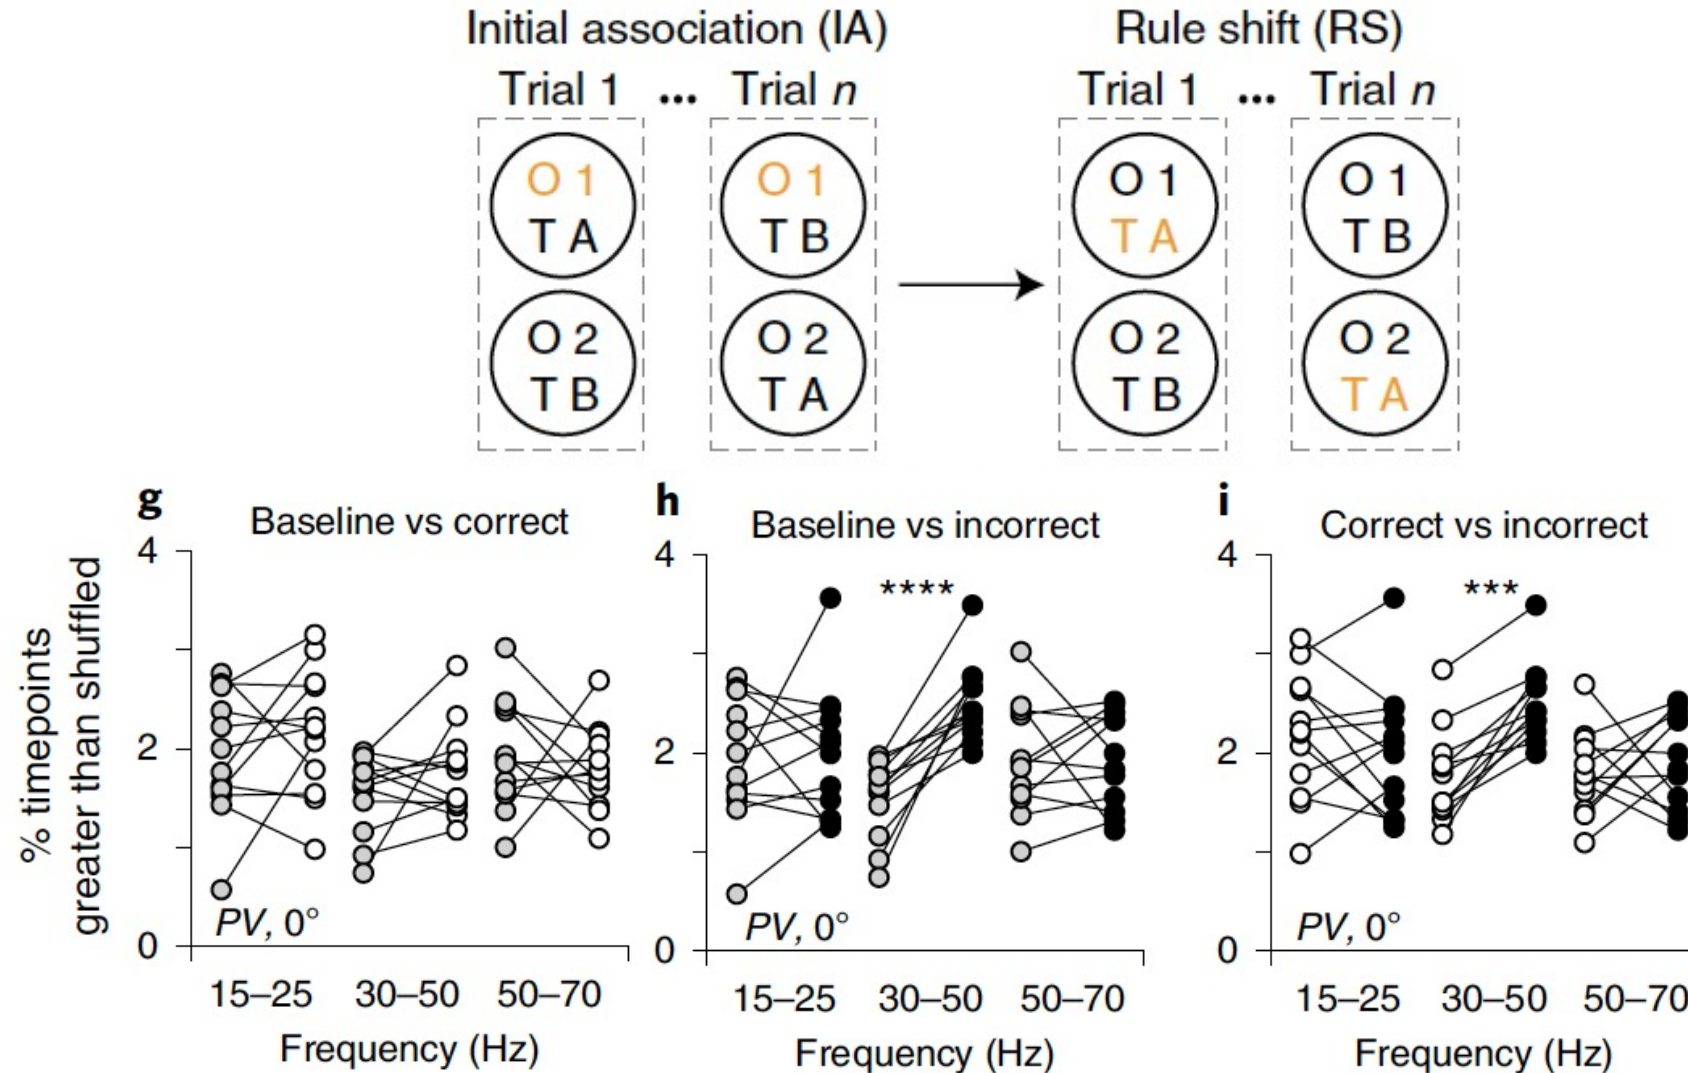 Initial association (IA) Rule shift (RS)
Trial 1 ... Trial n Trial 1 ... Trial n
O 1 O 1 O 1 O 1
T A T B T A T B
O 2 O 2 O 2 O 2
T B T A T B T A
g Baseline vs correct
% timepoints
greater than shuffled
4
2
0
PV, 0°
15–25 30–50 50–70
Frequency (Hz)
h Baseline vs incorrect
4
****
2
0
PV, 0°
15–25 30–50 50–70
Frequency (Hz)
i Correct vs incorrect
4
***
2
0
PV, 0°
15–25 30–50 50–70
Frequency (Hz)